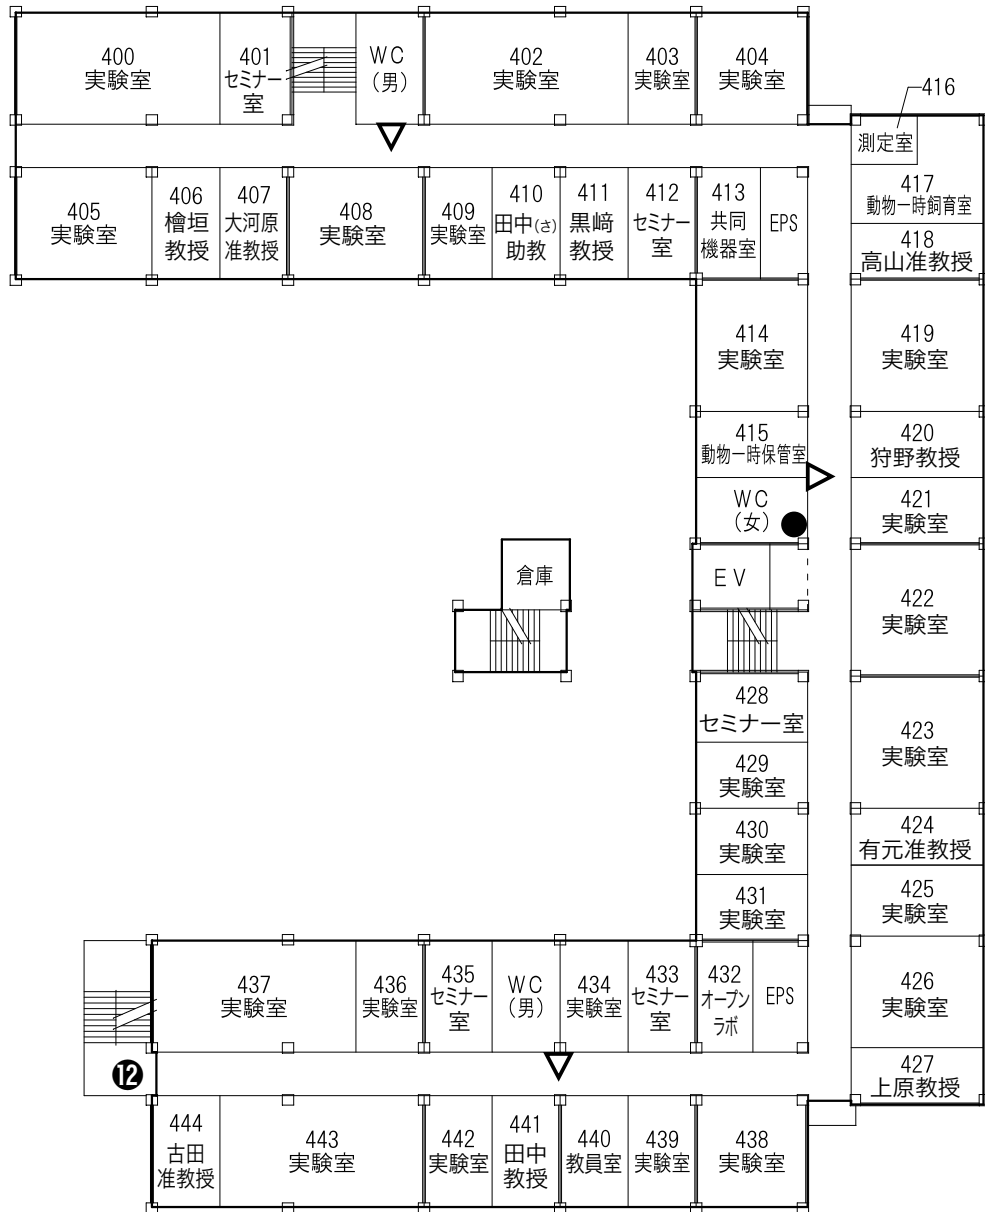 400
実験室
401
セミナー
室
WC
(男)
402
実験室
403
実験室
404
実験室
416
測定室
405
実験室
406
檜垣
教授
407
大河原
准教授
408
実験室
409
実験室
410
田中(さ)
助教
411
黒﨑
教授
412
セミナー
室
413
共同
機器室
EPS
417
動物一時飼育室
418
高山准教授
414
実験室
419
実験室
415
動物一時保管室
420
狩野教授
WC
(女)
421
実験室
倉庫
EV
422
実験室
428
セミナー室
423
実験室
429
実験室
430
実験室
424
有元准教授
431
実験室
425
実験室
437
実験室
436
実験室
435
セミナー
室
WC
(男)
434
実験室
433
セミナー
室
432
オープン
ラボ
EPS
426
実験室
12
427
上原教授
444
古田
准教授
443
実験室
442
実験室
441
田中
教授
440
教員室
439
実験室
438
実験室